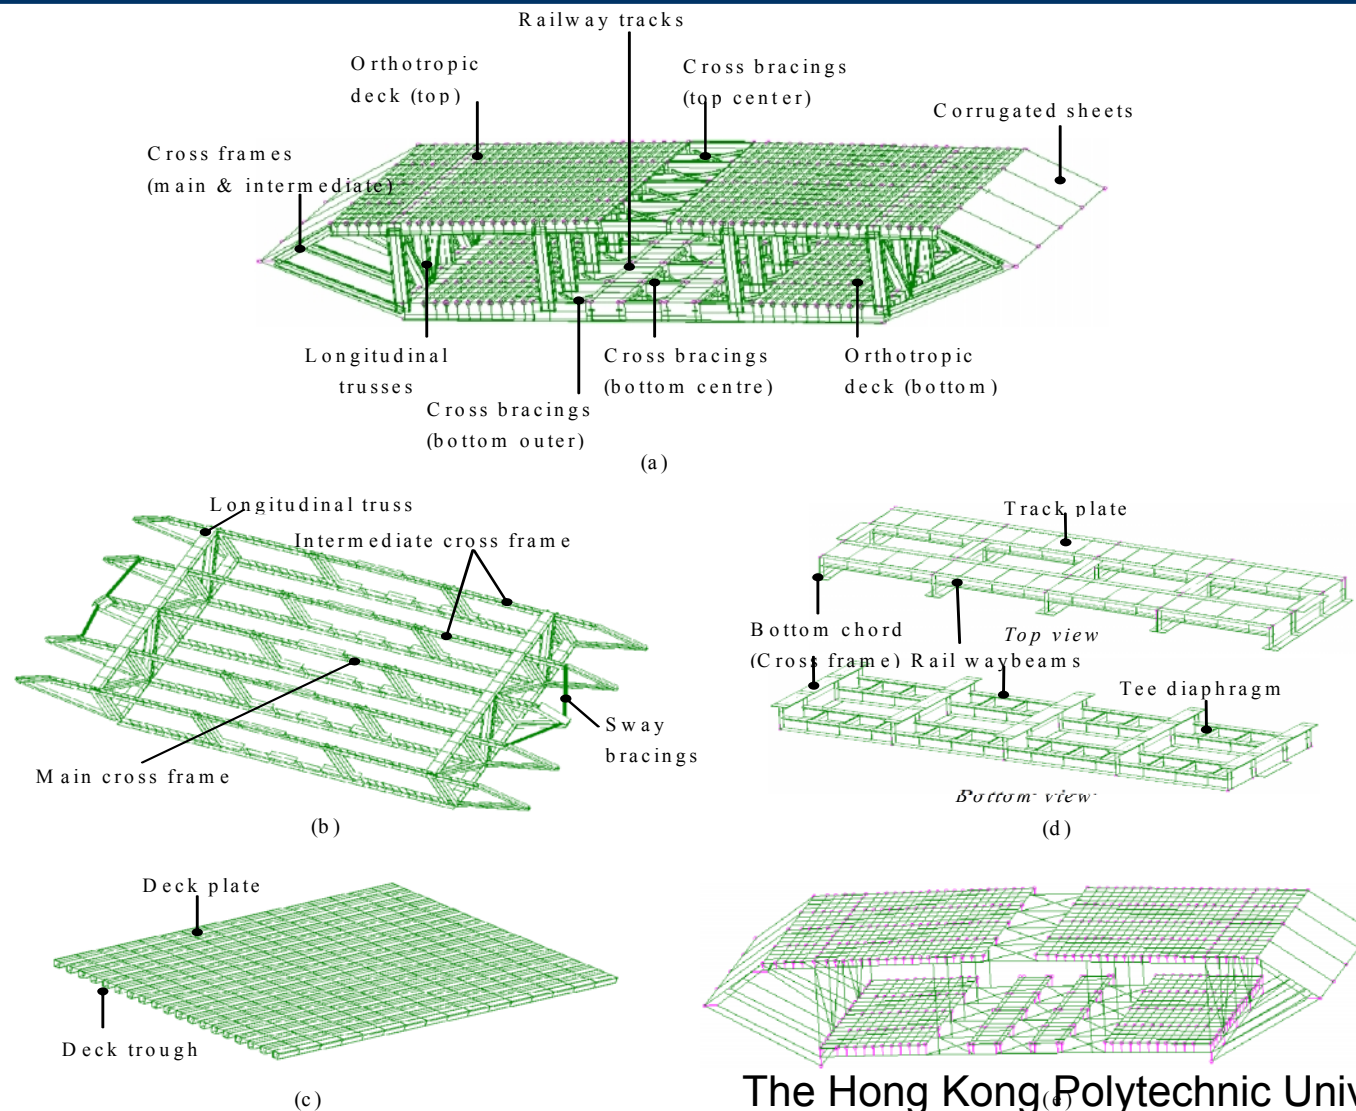 Railway tracks
Orthotropic
deck (top)
Cross bracings
(top center)
Corrugated sheets
Cross frames
(main & intermediate)
Longitudinal
trusses
Cross bracings
(bottom outer)
Cross bracings
(bottom centre)
Orthotropic
deck (bottom)
(a)
Longitudinal truss
Intermediate cross frame
Main cross frame
Sway
bracings
(b)
Track plate
Bottom chord
(Cross frame)
Top view
Rail waybeams
Tee diaphragm
Bottom view
(d)
Deck plate
Deck trough
(c)
(e)
The Hong Kong Polytechnic Univ